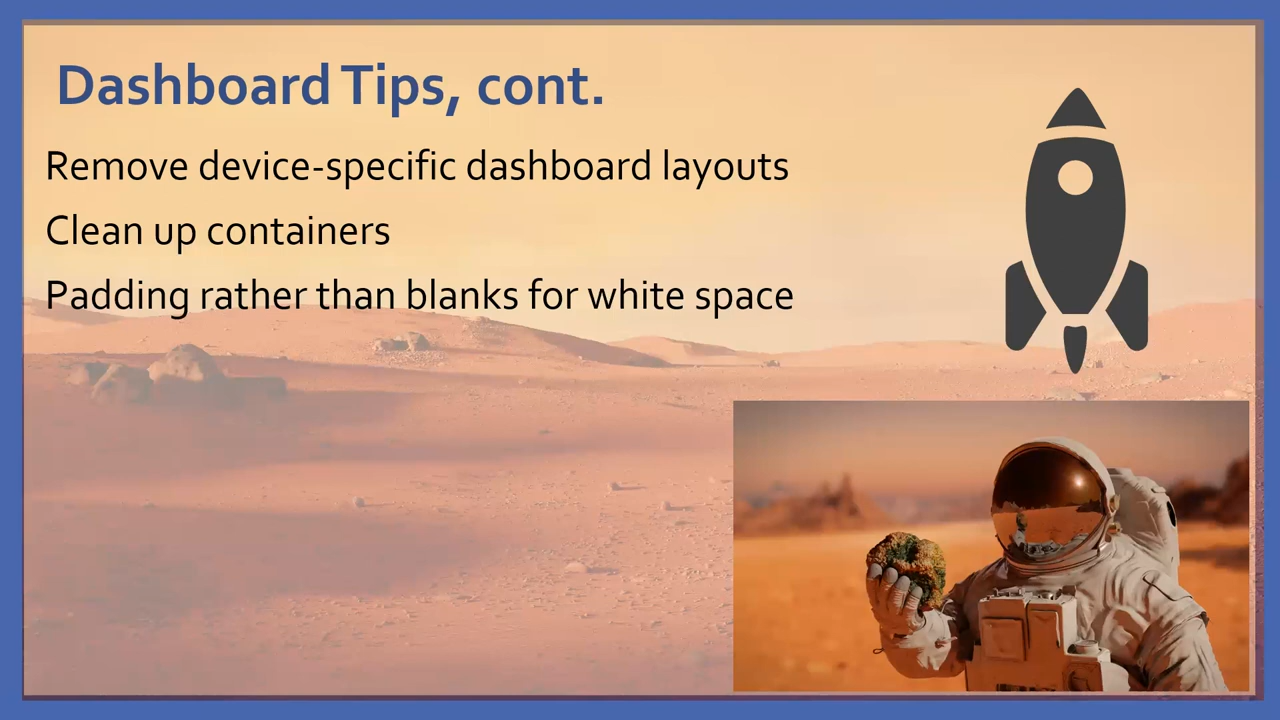 Dashboard Tips, cont.
Remove device-specific dashboard layouts
Clean up containers
Padding rather than blanks for white space